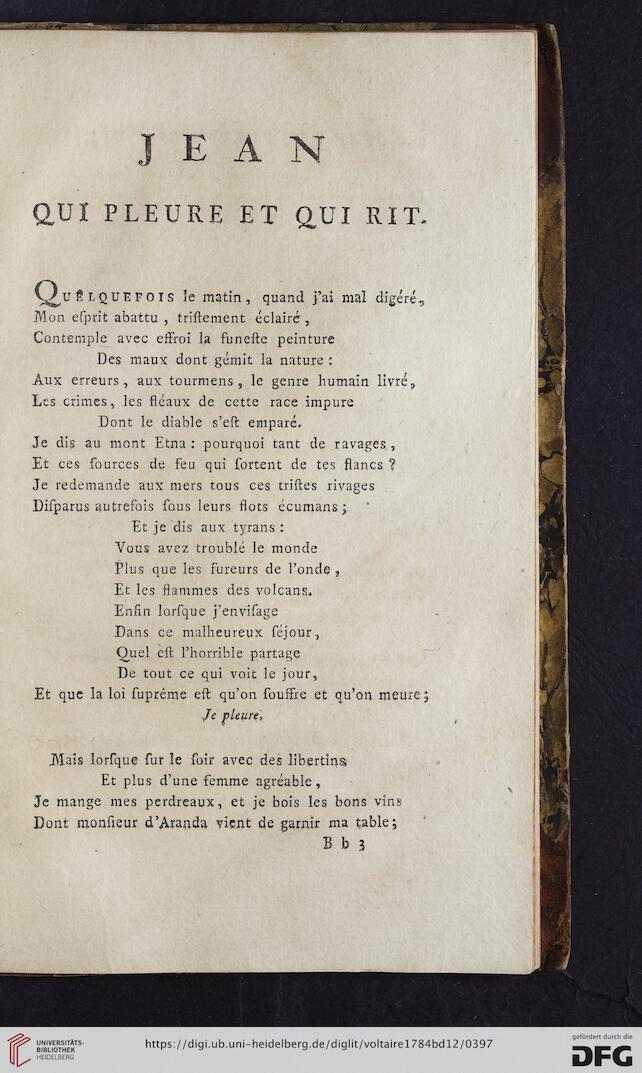 JEAN
QUI PLEURE ET QUI RIT.
QUELQUEFOIS le matin, quand j'ai mal digéré,
Mon eſprit abattu, triſtement éclairé,
Contemple avec effroi la funeſte peinture
Des maux dont gémit la nature :
Aux erreurs, aux tourmens, le genre humain livré,
Les crimes, les fléaux de cette race impure
Dont le diable s'eſt emparé.
Je dis au mont Etna : pourquoi tant de ravages,
Et ces ſources de feu qui ſortent de tes flancs ?
Je redemande aux mers tous ces triſtes rivages
Diſparus autrefois ſous leurs flots écumans ;
Et je dis aux tyrans :
Vous avez troublé le monde
Plus que les fureurs de l'onde,
Et les flammes des volcans.
Enfin lorſque j'enviſage
Dans ce malheureux ſéjour,
Quel eſt l'horrible partage
De tout ce qui voit le jour,
Et que la loi ſuprême eſt qu'on ſouffre et qu'on meure ;
Je pleure.
Mais lorſque ſur le ſoir avec des libertins
Et plus d'une femme agréable,
Je mange mes perdreaux, et je bois les bons vins
Dont monſieur d'Aranda vient de garnir ma table ;
B b 3
UNIVERSITÄTS-
BIBLIOTHEK
HEIDELBERG
https://digi.ub.uni-heidelberg.de/diglit/voltaire1784bd12/0397
gefördert durch die
DFG